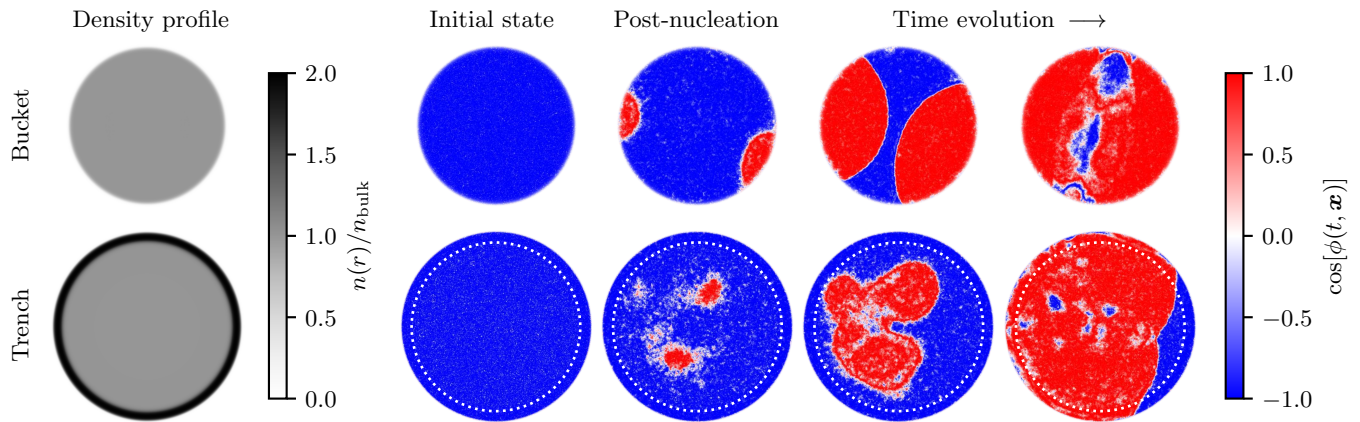 Density profile
Initial state
Post-nucleation
Time evolution ⟶
Bucket
Trench
2.0
1.5
1.0
0.5
0.0
n(r)/n_bulk
1.0
0.5
0.0
−0.5
−1.0
cos[ϕ(t, x)]